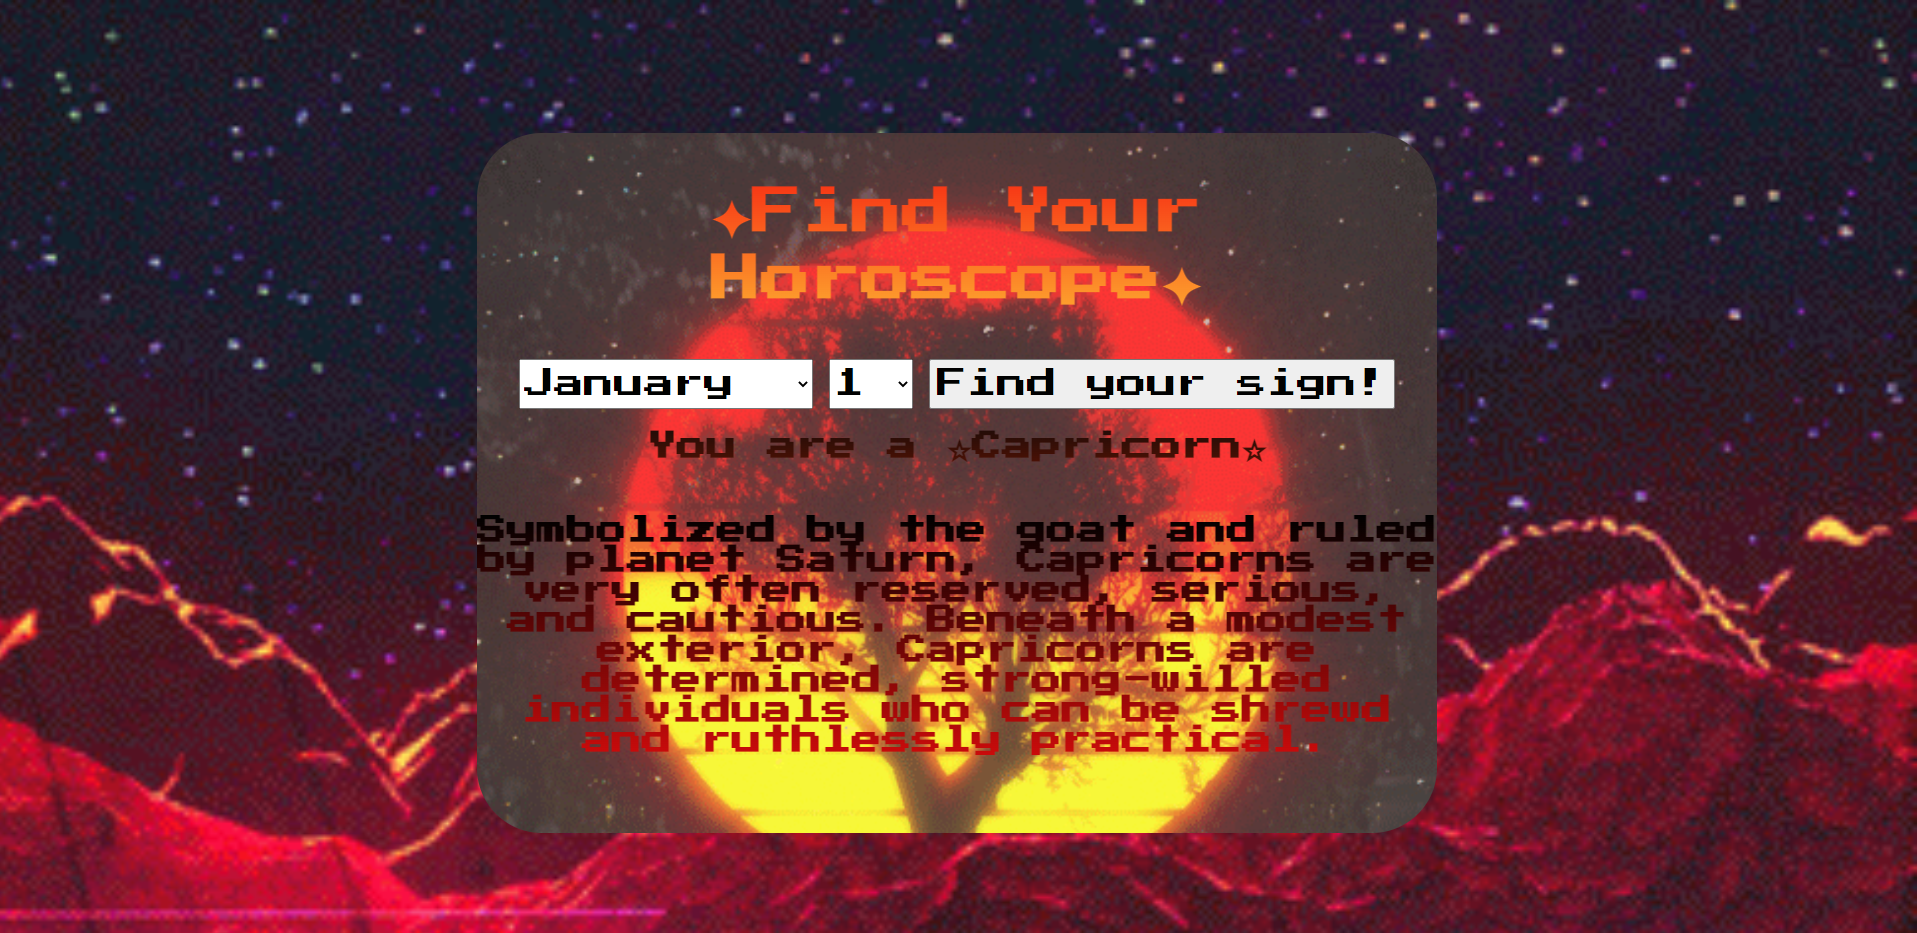 ✦Find Your
Horoscope✦
January 1 Find your sign!
You are a ☆Capricorn☆
Symbolized by the goat and ruled
by planet Saturn, Capricorns are
very often reserved, serious,
and cautious. Beneath a modest
exterior, Capricorns are
determined, strong-willed
individuals who can be shrewd
and ruthlessly practical.